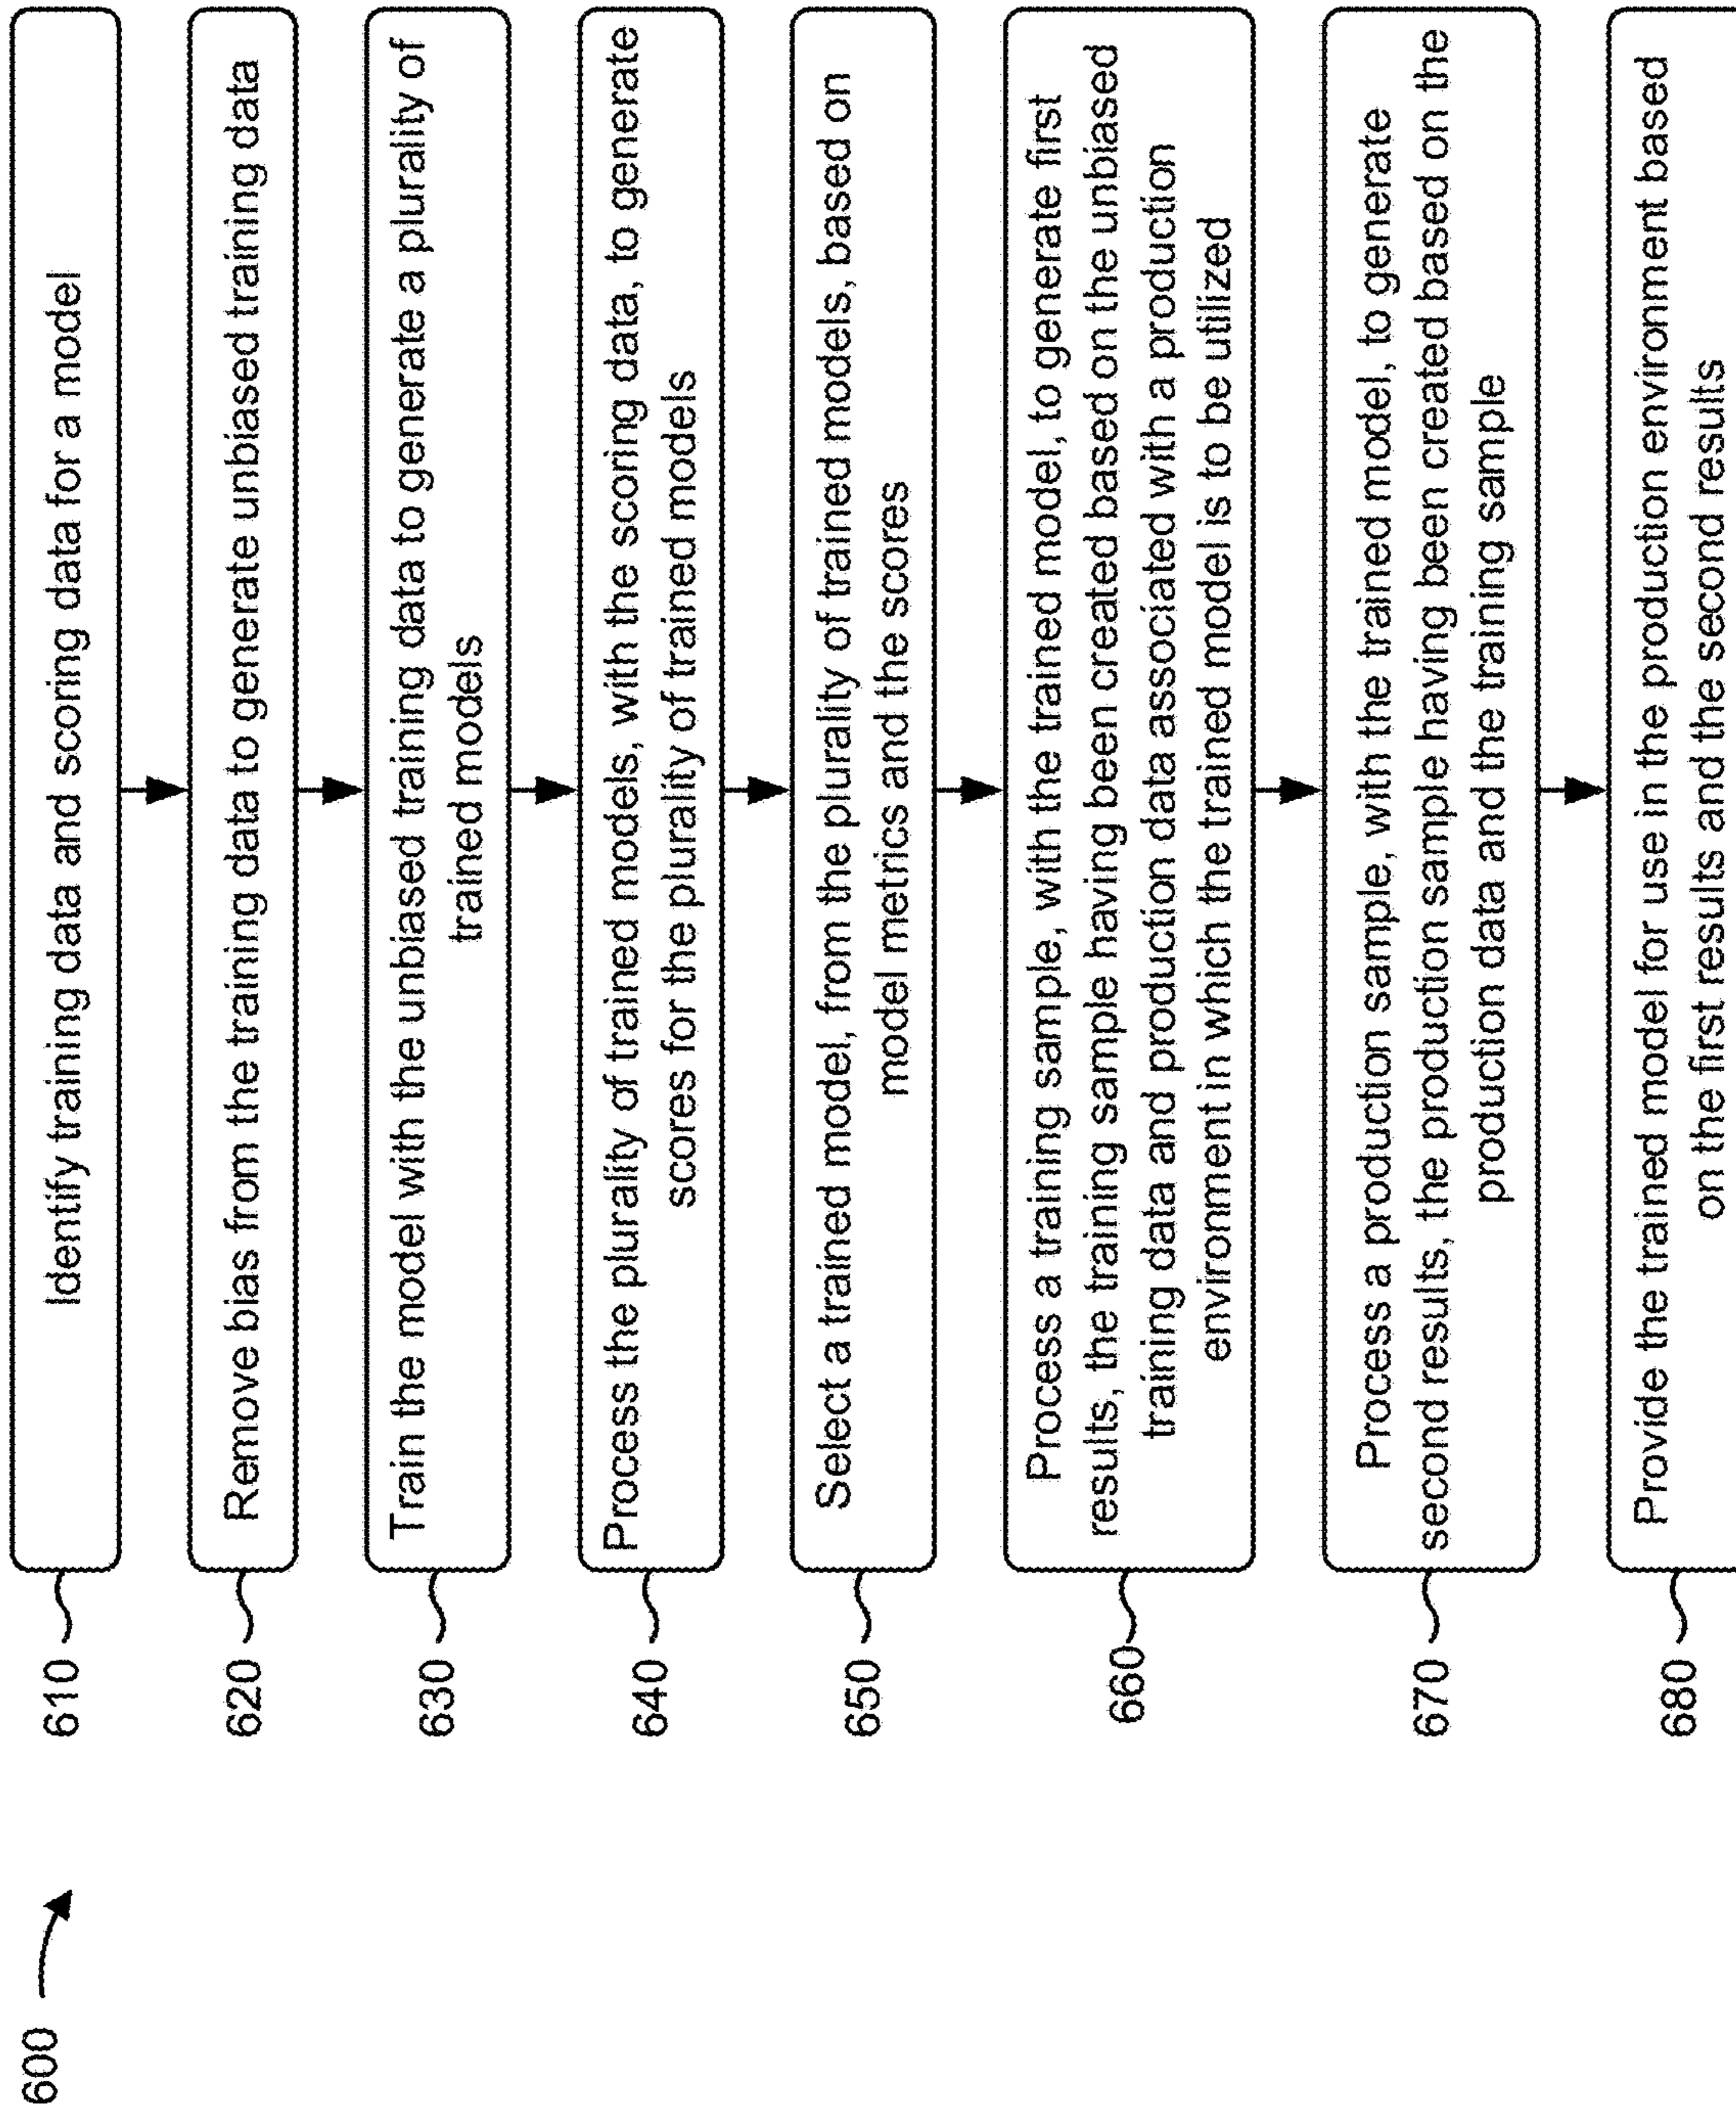 600
610
Identify training data and scoring data for a model
620
Remove bias from the training data to generate unbiased training data
630
Train the model with the unbiased training data to generate a plurality of
trained models
640
Process the plurality of trained models, with the scoring data, to generate
scores for the plurality of trained models
650
Select a trained model, from the plurality of trained models, based on
model metrics and the scores
660
Process a training sample, with the trained model, to generate first
results, the training sample having been created based on the unbiased
training data and production data associated with a production
environment in which the trained model is to be utilized
670
Process a production sample, with the trained model, to generate
second results, the production sample having been created based on the
production data and the training sample
680
Provide the trained model for use in the production environment based
on the first results and the second results